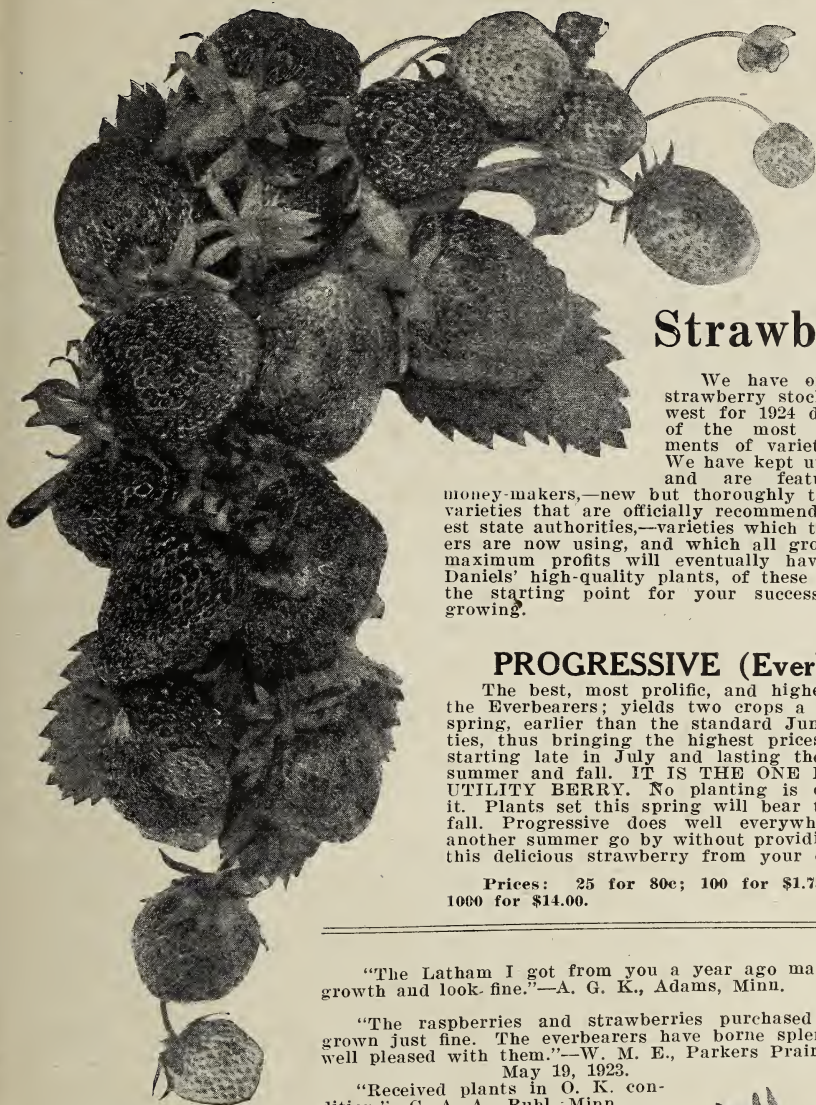 Strawb
We have o
strawberry stoc
west for 1924 d
of the most
ments of variet
We have kept u
and are featu
money-makers,—new but thoroughly t
varieties that are officially recommend
est state authorities,—varieties which t
ers are now using, and which all gro
maximum profits will eventually hav
Daniels' high-quality plants, of these
the starting point for your success
growing.
PROGRESSIVE (Ever
The best, most prolific, and highe
the Everbearers; yields two crops a
spring, earlier than the standard Jun
ties, thus bringing the highest prices
starting late in July and lasting the
summer and fall. IT IS THE ONE
UTILITY BERRY. No planting is
it. Plants set this spring will bear t
fall. Progressive does well everywh
another summer go by without providi
this delicious strawberry from your
Prices: 25 for 80c; 100 for $1.7
1000 for $14.00.
"The Latham I got from you a year ago ma
growth and look fine."—A. G. K., Adams, Minn.
"The raspberries and strawberries purchased
grown just fine. The everbearers have borne sple
well pleased with them."—W. M. E., Parkers Prair
May 19, 1923.
"Received plants in O. K. con-